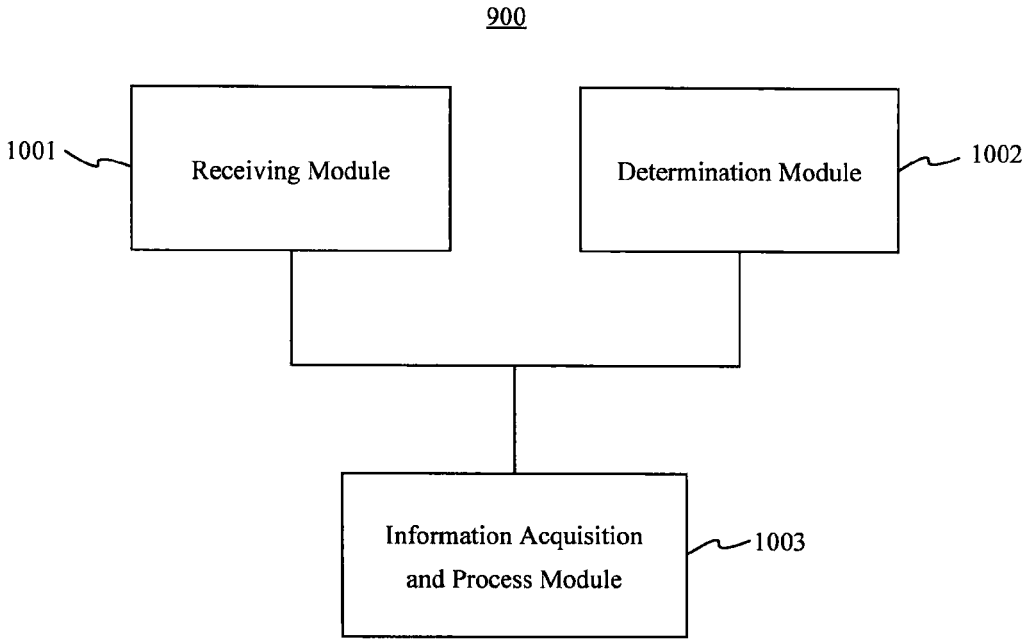 900
1001
Receiving Module
Determination Module
1002
Information Acquisition
and Process Module
1003